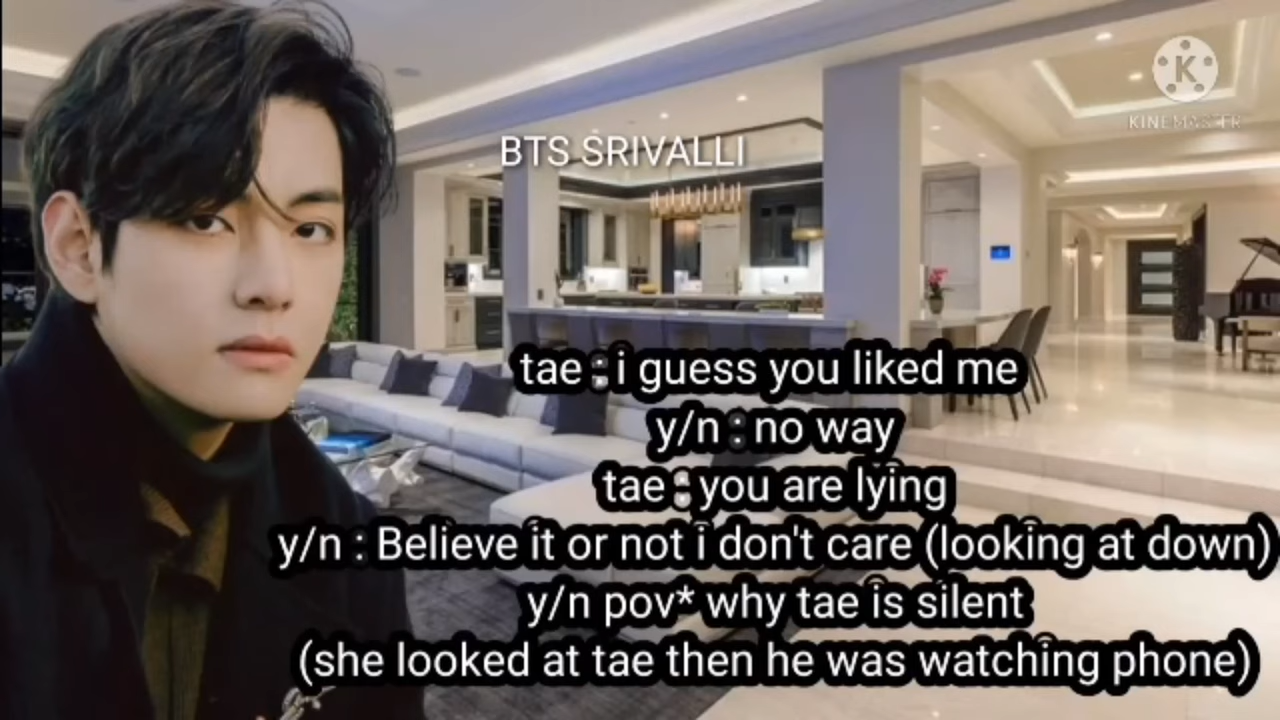 K
KINEMASTER
BTS SRIVALLI
tae : i guess you liked me
y/n : no way
tae : you are lying
y/n : Believe it or not i don't care (looking at down)
y/n pov* why tae is silent
(she looked at tae then he was watching phone)